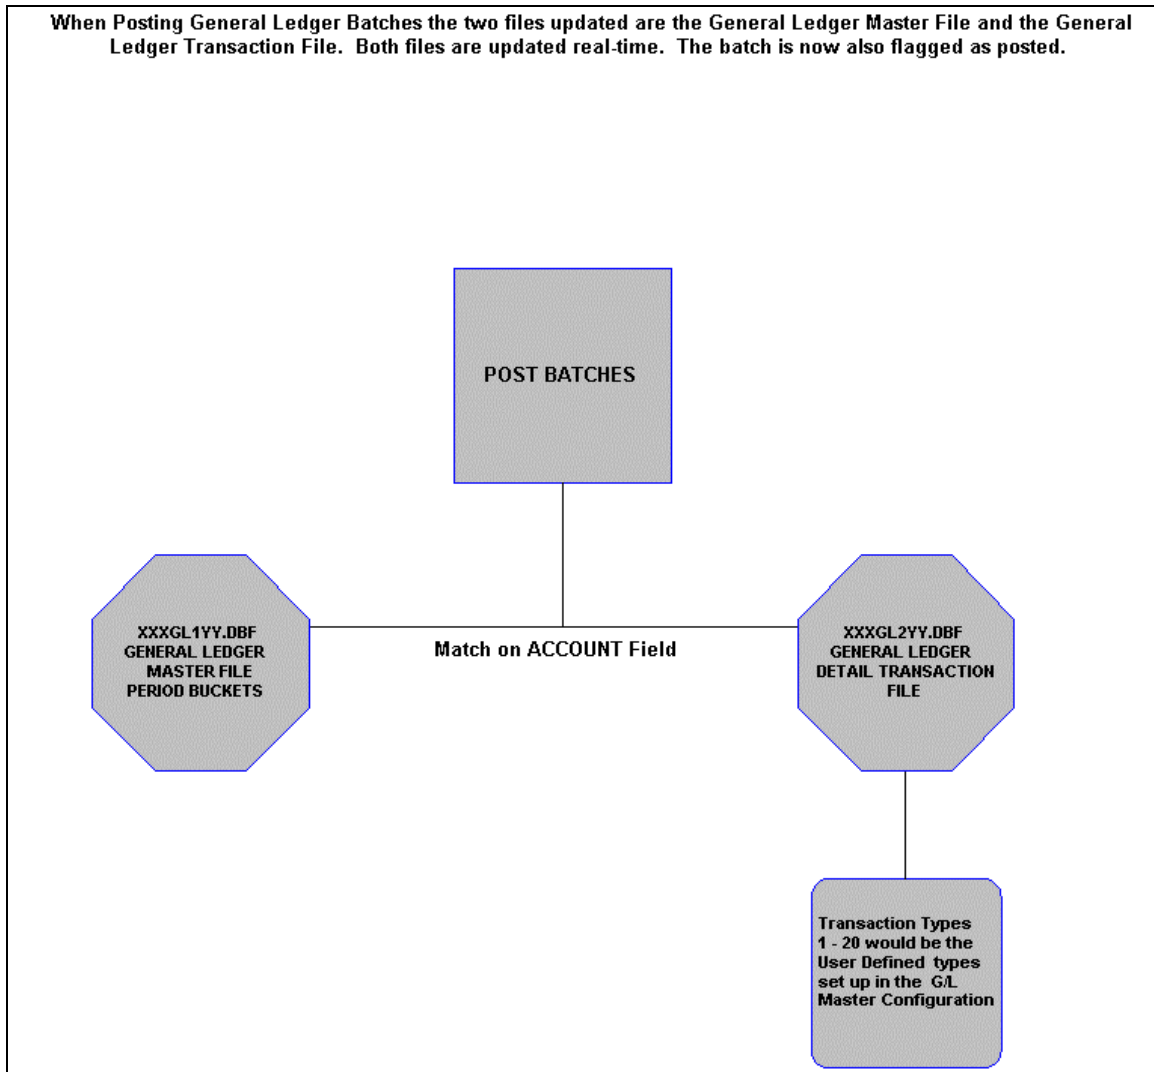 When Posting General Ledger Batches the two files updated are the General Ledger Master File and the General
Ledger Transaction File.  Both files are updated real-time.  The batch is now also flagged as posted.
POST BATCHES
XXXGL1YY.DBF
GENERAL LEDGER
MASTER FILE
PERIOD BUCKETS
Match on ACCOUNT Field
XXXGL2YY.DBF
GENERAL LEDGER
DETAIL TRANSACTION
FILE
Transaction Types
1 - 20 would be the
User Defined types
set up in the G/L
Master Configuration